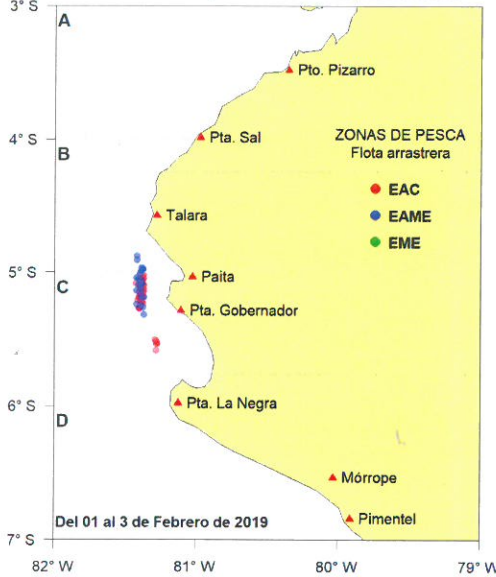 3° S
A
Pto. Pizarro
4° S
Pta. Sal
B
ZONAS DE PESCA
Flota arrastrera
EAC
EAME
EME
Talara
5° S
Paita
C
Pta. Gobernador
6° S
Pta. La Negra
D
Mórrope
Pimentel
Del 01 al 3 de Febrero de 2019
7° S
82° W
81° W
80° W
79° W